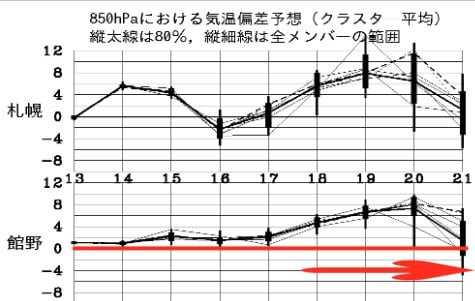 850hPaにおける気温偏差予想（クラスター平均）
縦太線は80%，縦細線は全メンバーの範囲
12
8
4
札幌 0
-4
-8
13 14 15 16 17 18 19 20 21
12
8
4
館野 0
-4
-8